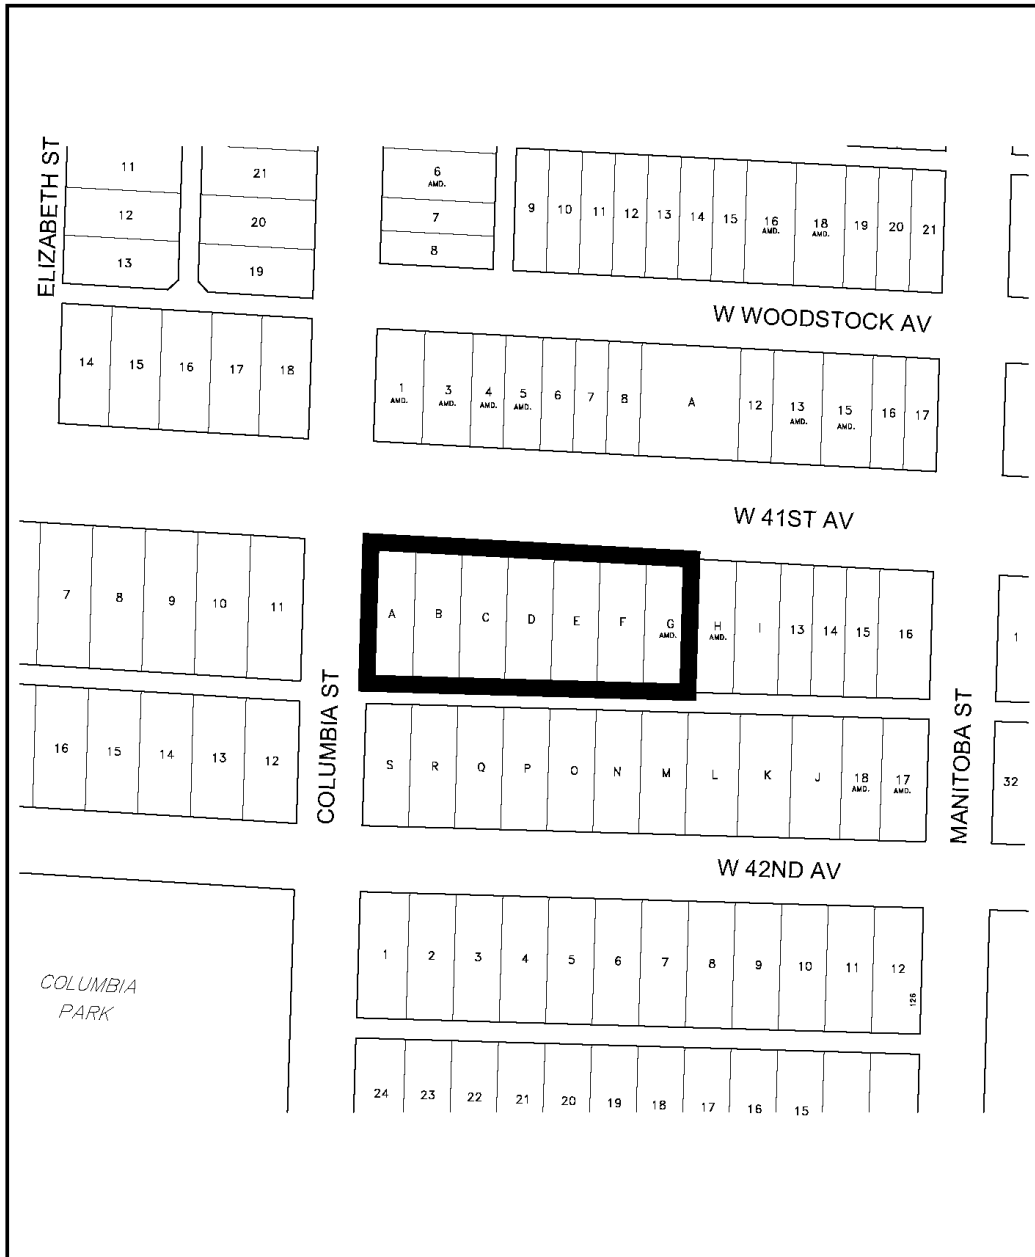 ELIZABETH ST
11
12
13
21
20
19
6
AMD.
7
8
9
10
11
12
13
14
15
16
AMD.
18
AMD.
19
20
21
W WOODSTOCK AV
14
15
16
17
18
1
AMD.
3
AMD.
4
AMD.
5
AMD.
6
7
8
A
12
13
AMD.
15
AMD.
16
17
W 41ST AV
7
8
9
10
11
A
B
C
D
E
F
G
AMD.
H
AMD.
I
13
14
15
16
1
COLUMBIA ST
MANITOBA ST
16
15
14
13
12
S
R
Q
P
O
N
M
L
K
J
18
AMD.
17
AMD.
32
W 42ND AV
COLUMBIA
PARK
1
2
3
4
5
6
7
8
9
10
11
12
126
24
23
22
21
20
19
18
17
16
15